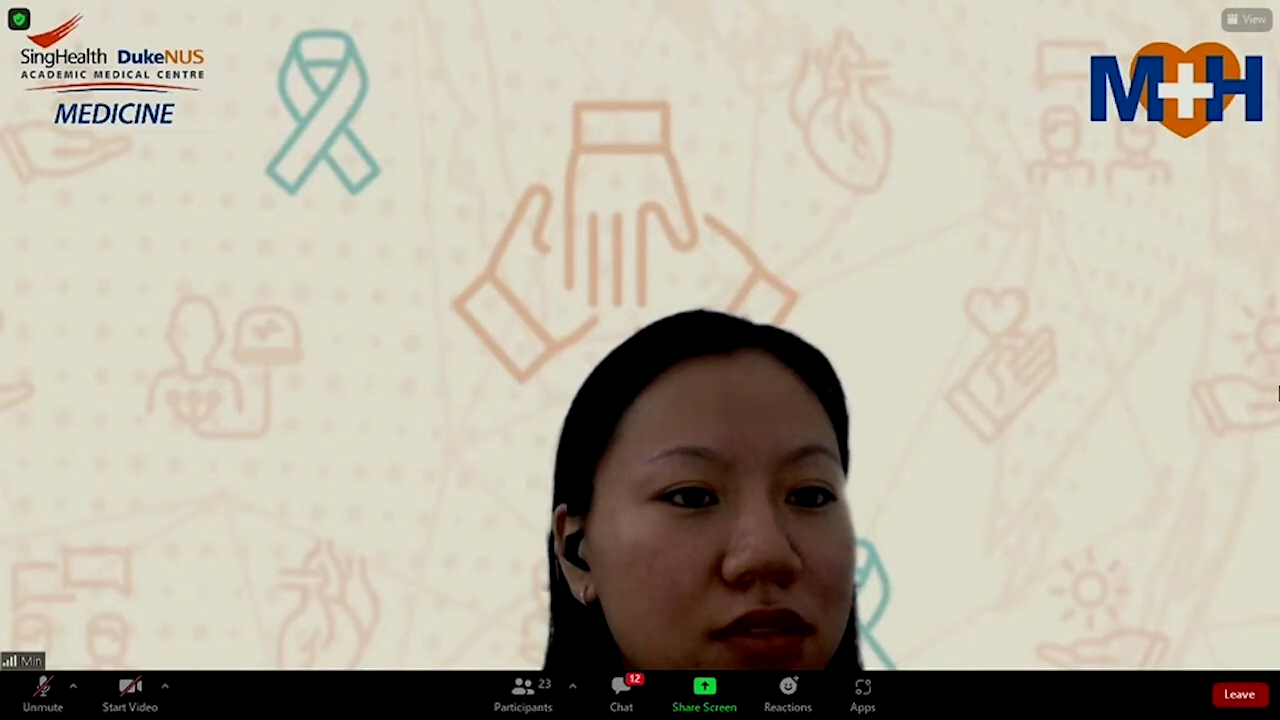 View
SingHealth DukeNUS
ACADEMIC MEDICAL CENTRE
MEDICINE
M+H
Min
Unmute
Start Video
23
Participants
12
Chat
Share Screen
Reactions
Apps
Leave